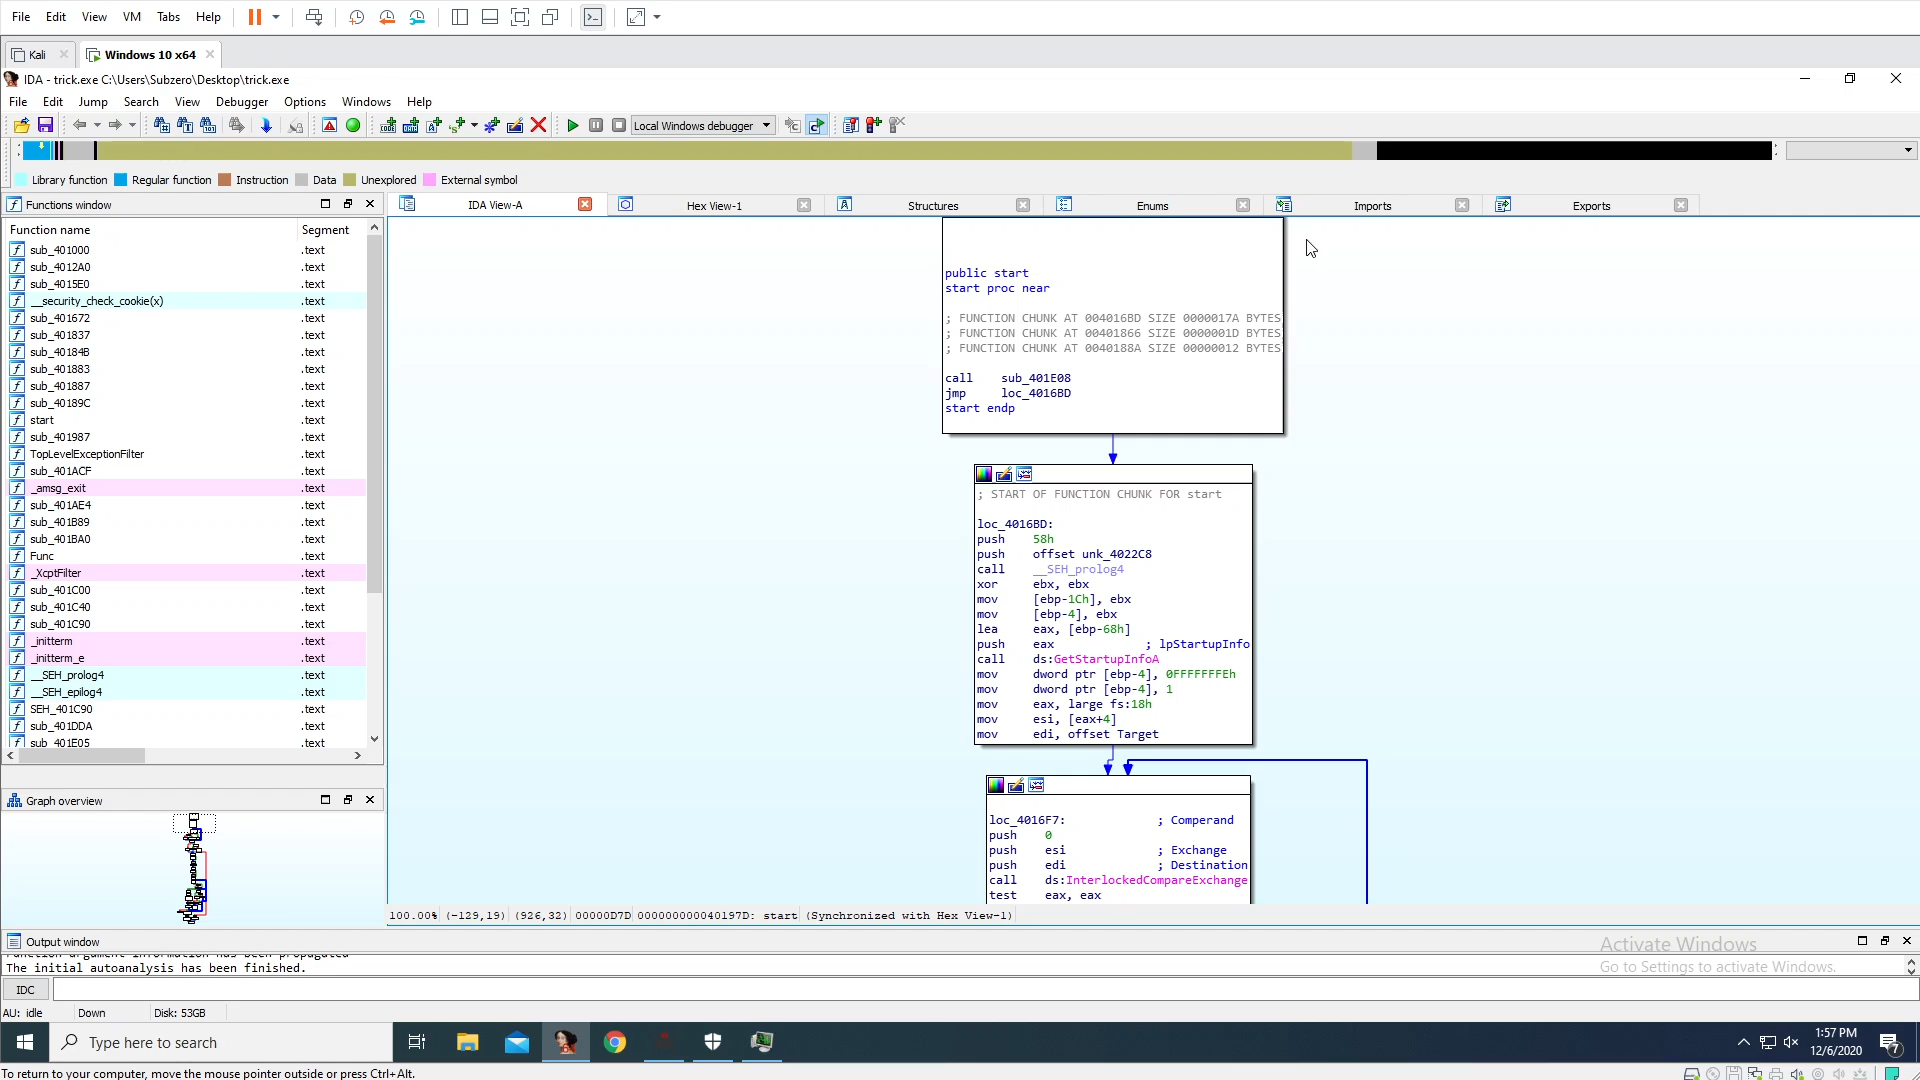 File Edit View VM Tabs Help
Kali
Windows 10 x64
IDA - trick.exe C:\Users\Subzero\Desktop\trick.exe
File Edit Jump Search View Debugger Options Windows Help
Local Windows debugger
Library function Regular function Instruction Data Unexplored External symbol
Functions window
IDA View-A
Hex View-1
Structures
Enums
Imports
Exports
Function name Segment
sub_401000 .text
sub_4012A0 .text
sub_4015E0 .text
__security_check_cookie(x) .text
sub_401672 .text
sub_401837 .text
sub_40184B .text
sub_401883 .text
sub_401887 .text
sub_40189C .text
start .text
sub_401987 .text
TopLevelExceptionFilter .text
sub_401ACF .text
_amsg_exit .text
sub_401AE4 .text
sub_401B89 .text
sub_401BA0 .text
Func .text
_XcptFilter .text
sub_401C00 .text
sub_401C40 .text
sub_401C90 .text
_initterm .text
_initterm_e .text
__SEH_prolog4 .text
__SEH_epilog4 .text
SEH_401C90 .text
sub_401DDA .text
sub_401E05 .text
Graph overview
public start
start proc near
; FUNCTION CHUNK AT 004016BD SIZE 0000017A BYTES
; FUNCTION CHUNK AT 00401866 SIZE 0000001D BYTES
; FUNCTION CHUNK AT 0040188A SIZE 00000012 BYTES
call sub_401E08
jmp loc_4016BD
start endp
; START OF FUNCTION CHUNK FOR start
loc_4016BD:
push 58h
push offset unk_4022C8
call __SEH_prolog4
xor ebx, ebx
mov [ebp-1Ch], ebx
mov [ebp-4], ebx
lea eax, [ebp-68h]
push eax ; lpStartupInfo
call ds:GetStartupInfoA
mov dword ptr [ebp-4], 0FFFFFFFEh
mov dword ptr [ebp-4], 1
mov eax, large fs:18h
mov esi, [eax+4]
mov edi, offset Target
loc_4016F7: ; Comperand
push 0
push esi ; Exchange
push edi ; Destination
call ds:InterlockedCompareExchange
test eax, eax
100.00% (-129,19) (926,32) 00000D7D 000000000040197D: start (Synchronized with Hex View-1)
Output window
Function argument information has been propagated
The initial autoanalysis has been finished.
IDC
AU: idle Down Disk: 53GB
Activate Windows
Go to Settings to activate Windows.
Type here to search
1:57 PM
12/6/2020
7
To return to your computer, move the mouse pointer outside or press Ctrl+Alt.